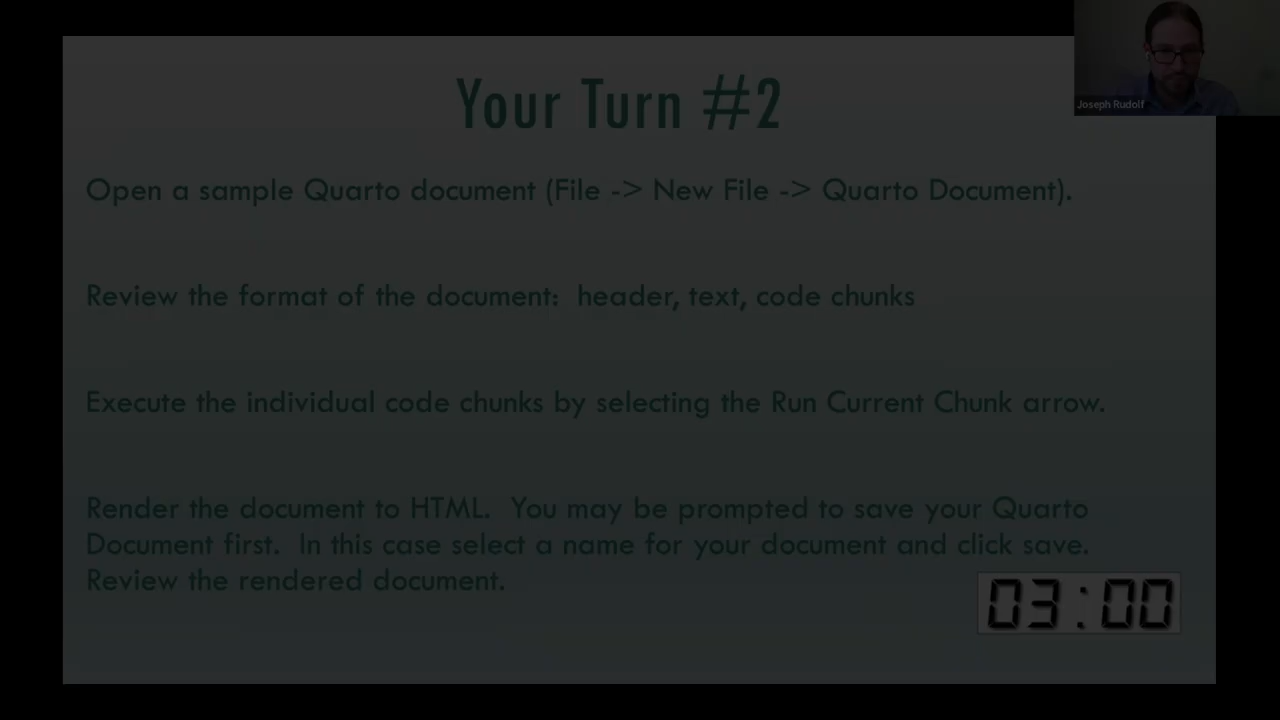 Joseph Rudolf
Your Turn #2
Open a sample Quarto document (File -> New File -> Quarto Document).
Review the format of the document:  header, text, code chunks
Execute the individual code chunks by selecting the Run Current Chunk arrow.
Render the document to HTML.  You may be prompted to save your Quarto
Document first.  In this case select a name for your document and click save.
Review the rendered document.
03:00